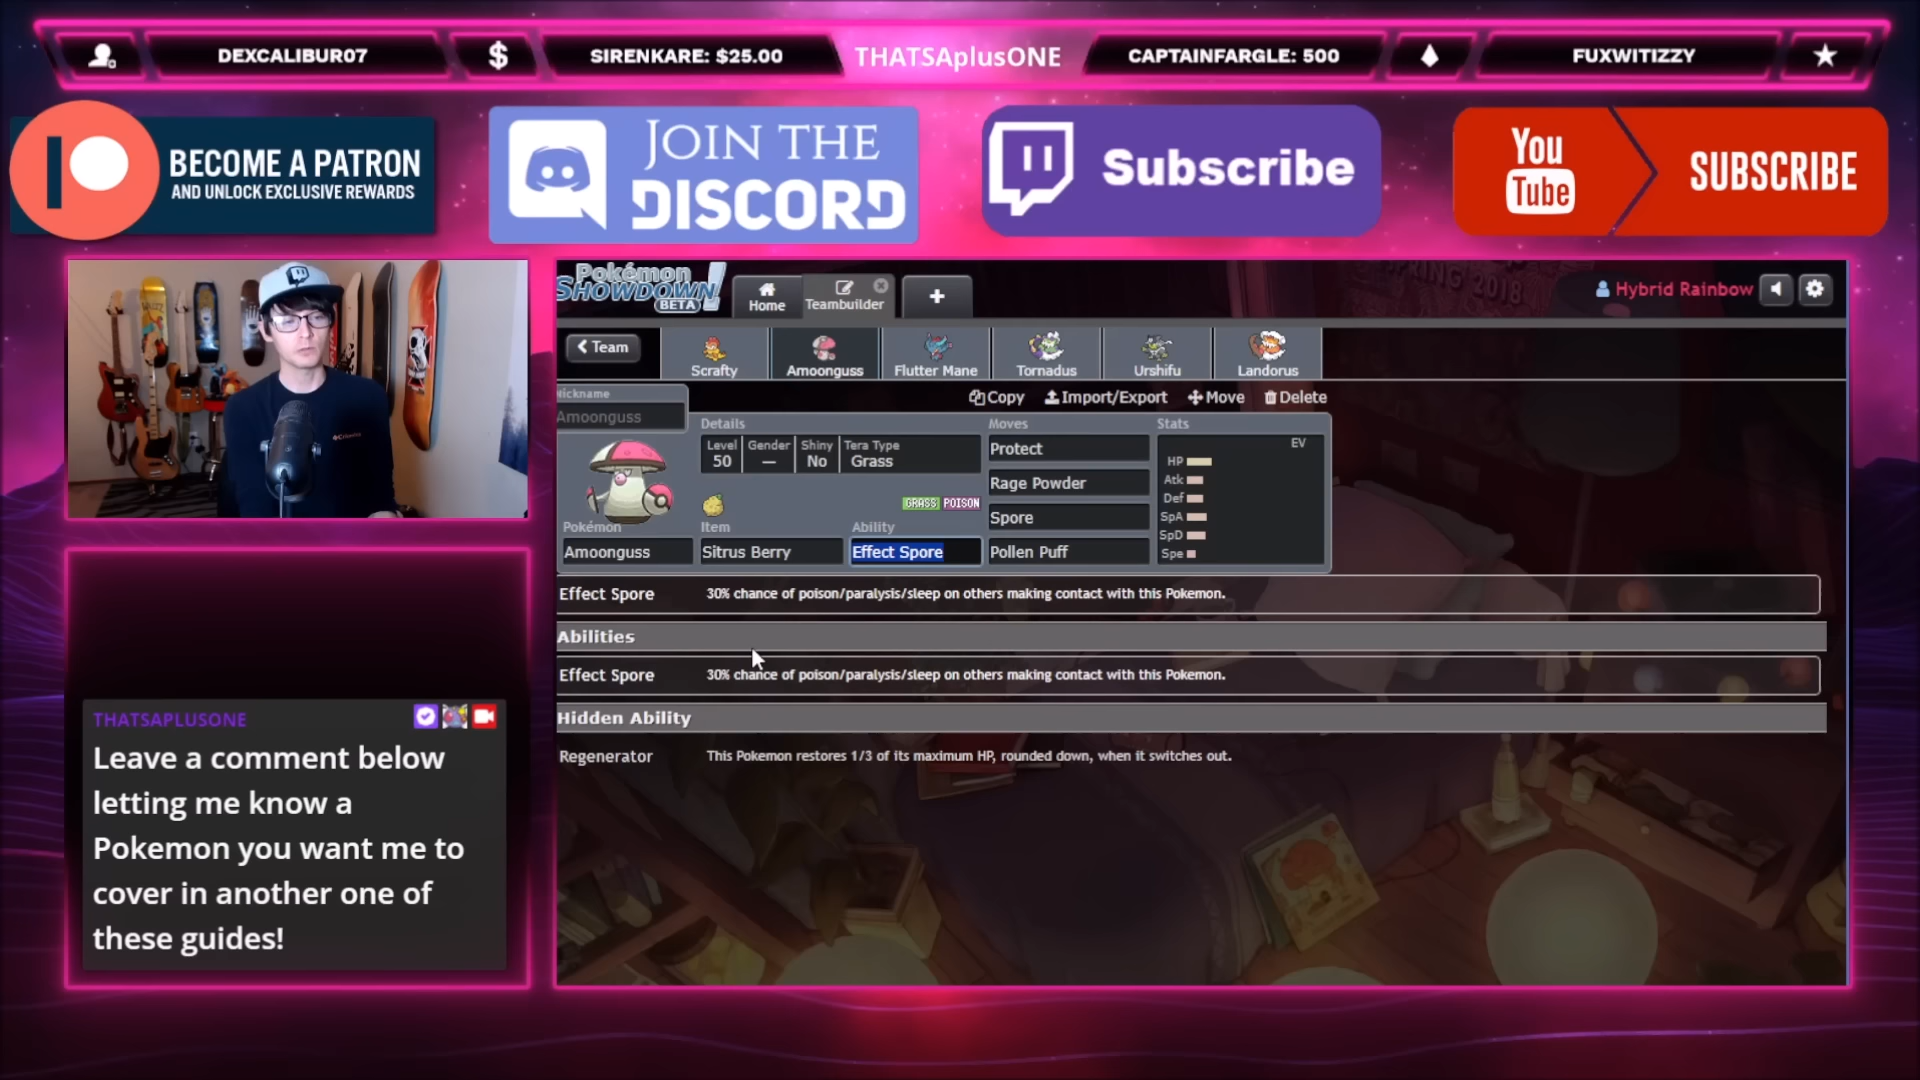 DEXCALIBUR07
$
SIRENKARE: $25.00
THATSAplusONE
CAPTAINFARGLE: 500
FUXWITIZZY
BECOME A PATRON
AND UNLOCK EXCLUSIVE REWARDS
JOIN THE
DISCORD
Subscribe
You
Tube
SUBSCRIBE
Pokémon
SHOWDOWN!
BETA
Home
Teambuilder
+
SPRING 2018
Hybrid Rainbow
Team
Scrafty
Amoonguss
Flutter Mane
Tornadus
Urshifu
Landorus
Copy
Import/Export
Move
Delete
Nickname
Amoonguss
Details
Level
50
Gender
—
Shiny
No
Tera Type
Grass
GRASS POISON
Pokémon
Amoonguss
Item
Sitrus Berry
Ability
Effect Spore
Moves
Protect
Rage Powder
Spore
Pollen Puff
Stats
EV
HP
Atk
Def
SpA
SpD
Spe
Effect Spore 30% chance of poison/paralysis/sleep on others making contact with this Pokemon.
Abilities
Effect Spore 30% chance of poison/paralysis/sleep on others making contact with this Pokemon.
Hidden Ability
Regenerator This Pokemon restores 1/3 of its maximum HP, rounded down, when it switches out.
THATSAPLUSONE
Leave a comment below
letting me know a
Pokemon you want me to
cover in another one of
these guides!
Columbia